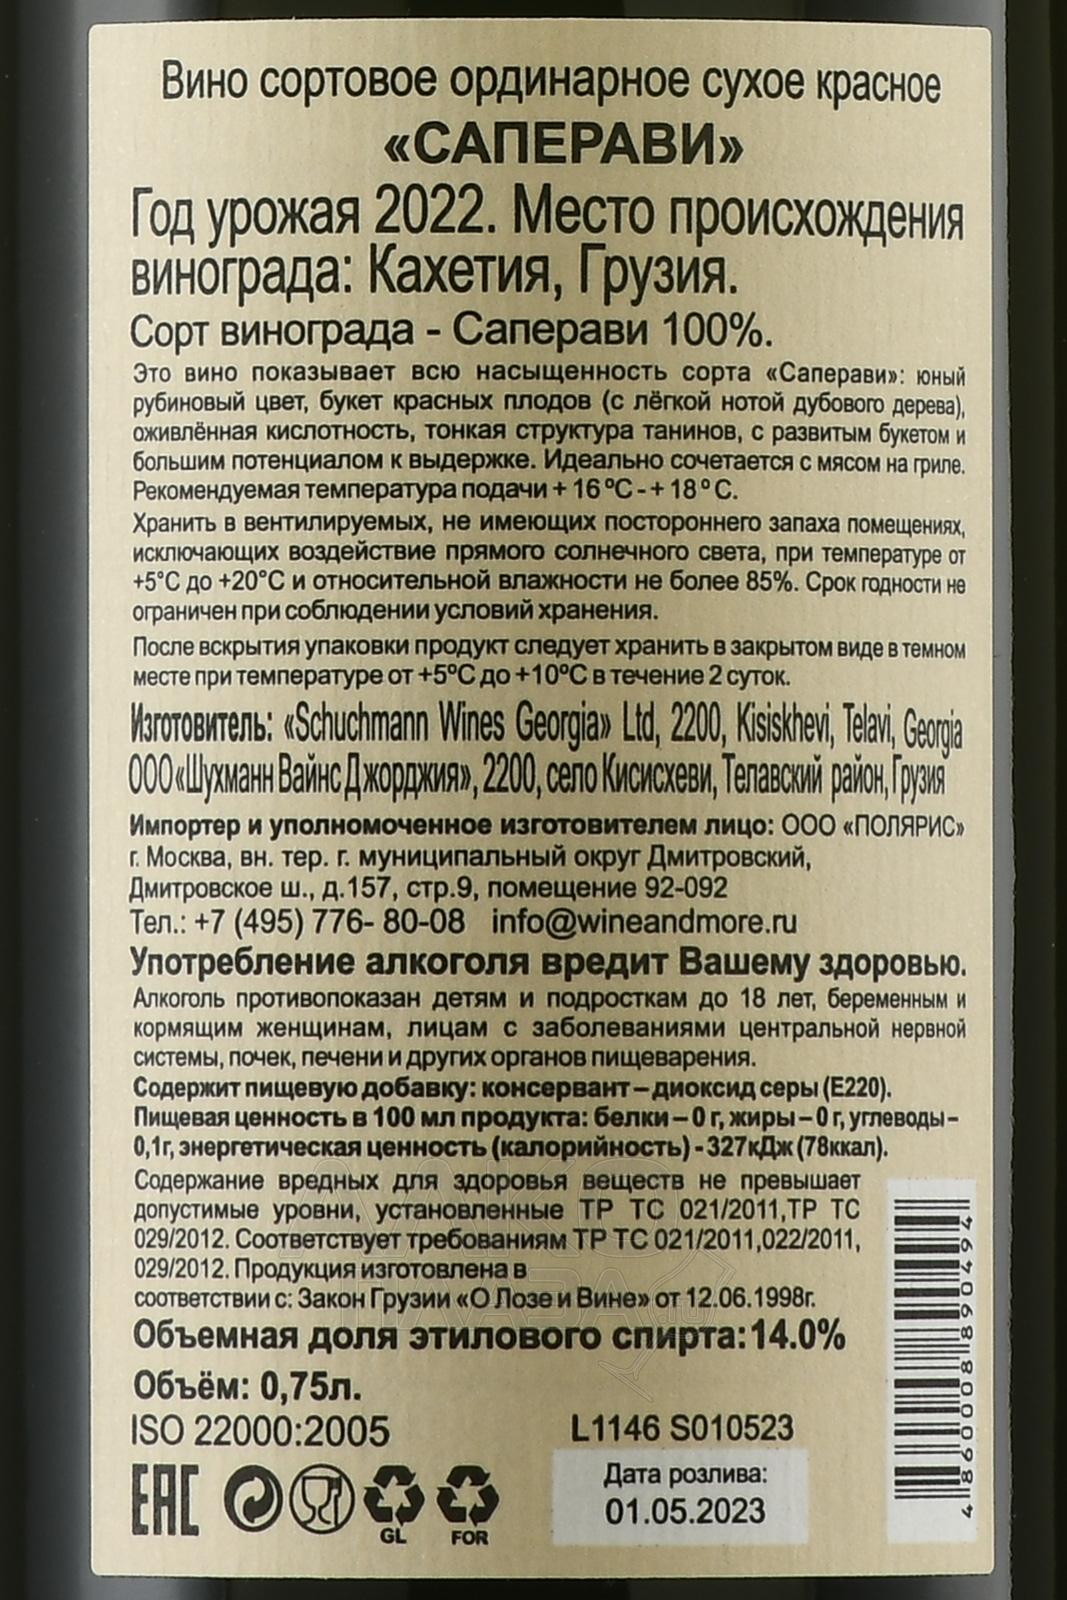 Вино сортовое ординарное сухое красное
«САПЕРАВИ»
Год урожая 2022. Место происхождения
винограда: Кахетия, Грузия.
Сорт винограда - Саперави 100%.
Это вино показывает всю насыщенность сорта «Саперави»: юный
рубиновый цвет, букет красных плодов (с лёгкой нотой дубового дерева),
оживлённая кислотность, тонкая структура танинов, с развитым букетом и
большим потенциалом к выдержке. Идеально сочетается с мясом на гриле.
Рекомендуемая температура подачи + 16 ºC - + 18 º C.
Хранить в вентилируемых, не имеющих постороннего запаха помещениях,
исключающих воздействие прямого солнечного света, при температуре от
+5°C до +20°C и относительной влажности не более 85%. Срок годности не
ограничен при соблюдении условий хранения.
После вскрытия упаковки продукт следует хранить в закрытом виде в темном
месте при температуре от +5ºC до +10ºC в течение 2 суток.
Изготовитель: «Schuchmann Wines Georgia» Ltd, 2200, Kisiskhevi, Telavi, Georgia
ООО «Шухманн Вайнс Джорджия», 2200, село Кисисхеви, Телавский район, Грузия
Импортер и уполномоченное изготовителем лицо: ООО «ПОЛЯРИС»
г. Москва, вн. тер. г. муниципальный округ Дмитровский,
Дмитровское ш., д.157, стр.9, помещение 92-092
Тел.: +7 (495) 776- 80-08 info@wineandmore.ru
Употребление алкоголя вредит Вашему здоровью.
Алкоголь противопоказан детям и подросткам до 18 лет, беременным и
кормящим женщинам, лицам с заболеваниями центральной нервной
системы, почек, печени и других органов пищеварения.
Содержит пищевую добавку: консервант – диоксид серы (E220).
Пищевая ценность в 100 мл продукта: белки – 0 г, жиры – 0 г, углеводы –
0,1г, энергетическая ценность (калорийность) - 327кДж (78ккал).
Содержание вредных для здоровья веществ не превышает
допустимые уровни, установленные ТР ТС 021/2011,ТР ТС
029/2012. Соответствует требованиям ТР ТС 021/2011,022/2011,
029/2012. Продукция изготовлена в
соответствии с: Закон Грузии «О Лозе и Вине» от 12.06.1998г.
Объемная доля этилового спирта:14.0%
Объём: 0,75л.
ISO 22000:2005
L1146 S010523
Дата розлива:
01.05.2023
EAC
GL
FOR
4860008890494
АЛКО
ПЛАЗА